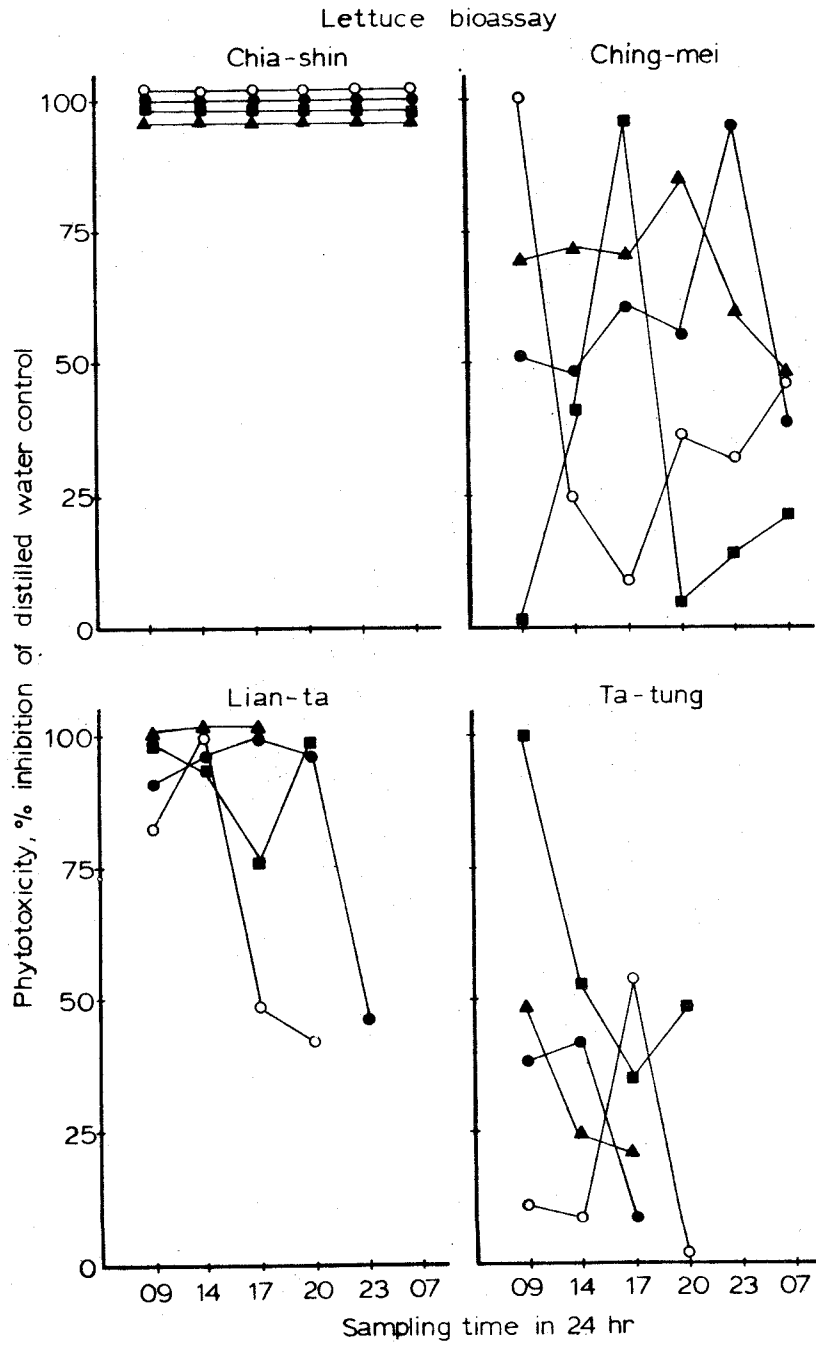 Lettuce bioassay
Chia-shin
Ching-mei
100
75
50
25
0
Phytotoxicity, % inhibition of distilled water control
Lian-ta
Ta-tung
100
75
50
25
0
09 14 17 20 23 07
09 14 17 20 23 07
Sampling time in 24 hr